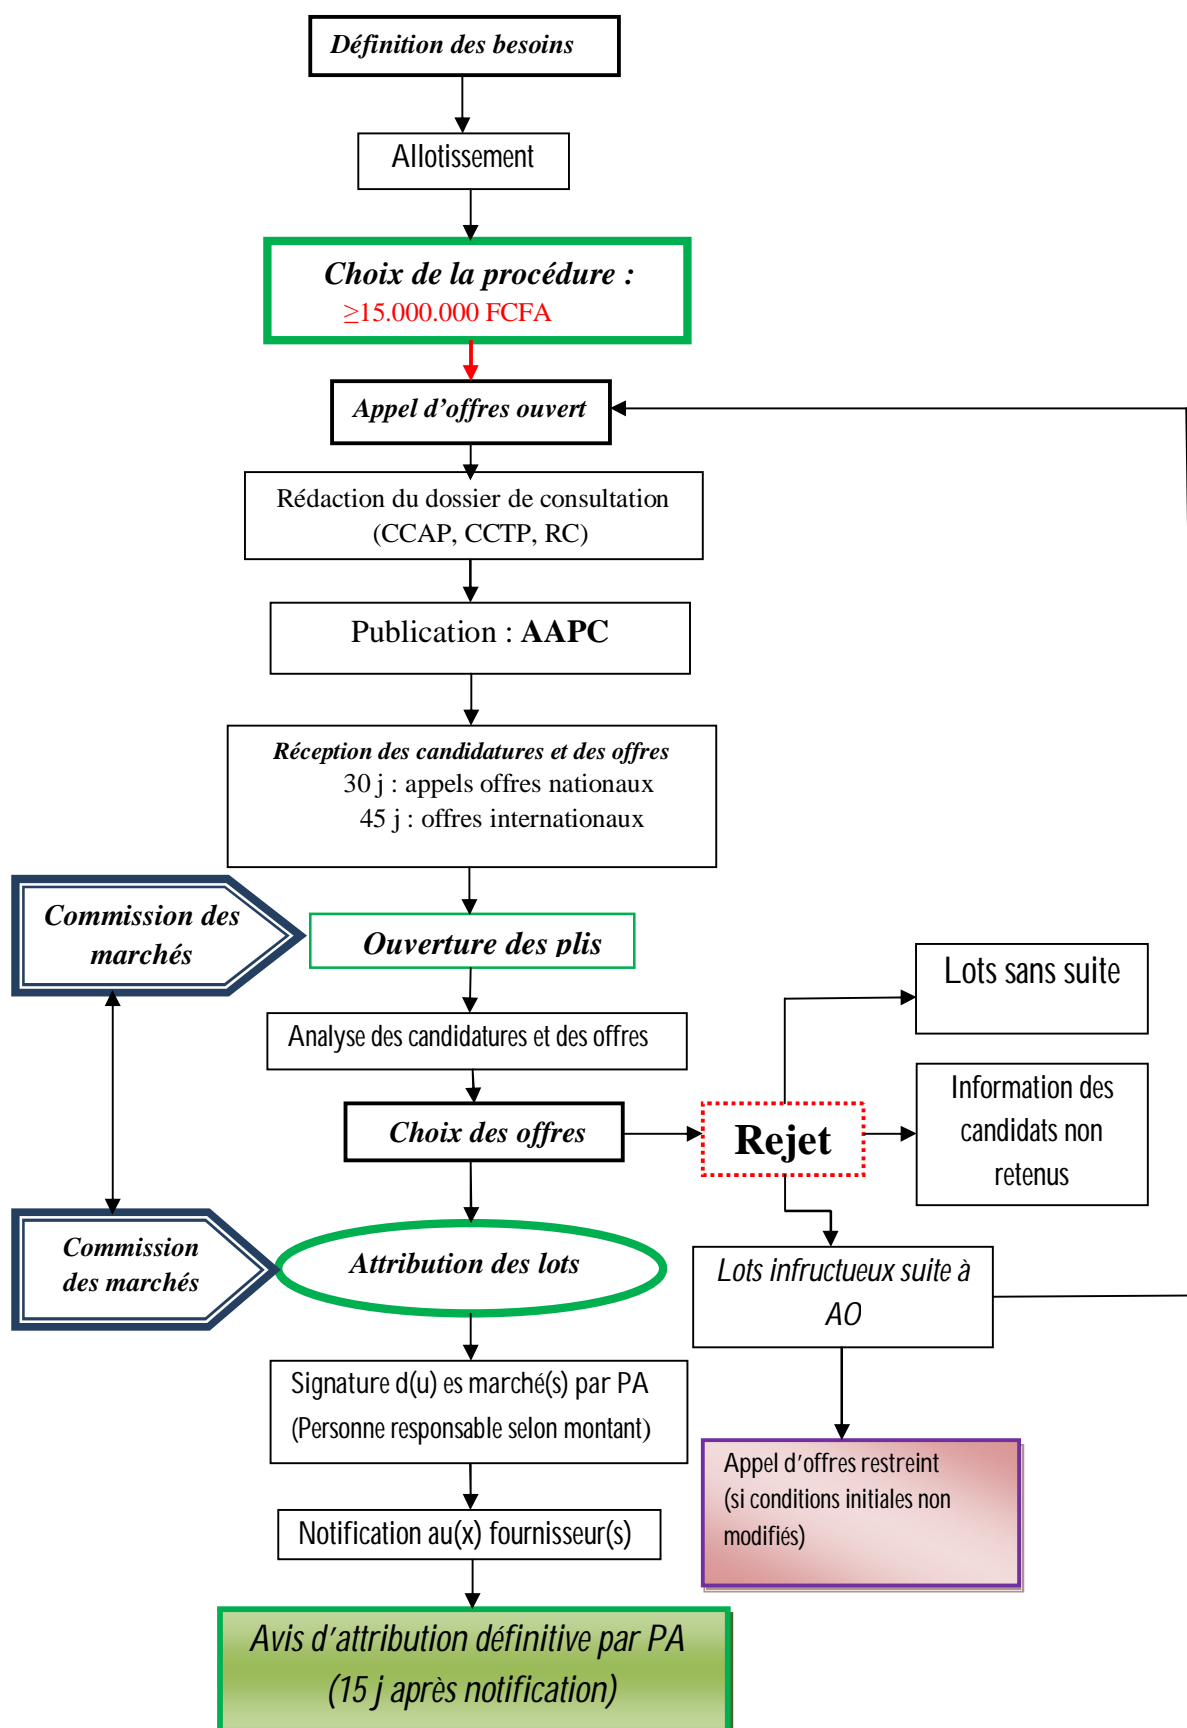 Définition des besoins
Allotissement
Choix de la procédure :
≥15.000.000 FCFA
Appel d’offres ouvert
Rédaction du dossier de consultation
(CCAP, CCTP, RC)
Publication : AAPC
Réception des candidatures et des offres
30 j : appels offres nationaux
45 j : offres internationaux
Commission des
marchés
Ouverture des plis
Lots sans suite
Analyse des candidatures et des offres
Information des
candidats non
retenus
Choix des offres
Rejet
Commission
des marchés
Attribution des lots
Lots infructueux suite à
AO
Signature d(u) es marché(s) par PA
(Personne responsable selon montant)
Appel d’offres restreint
(si conditions initiales non
modifiés)
Notification au(x) fournisseur(s)
Avis d’attribution définitive par PA
(15 j après notification)